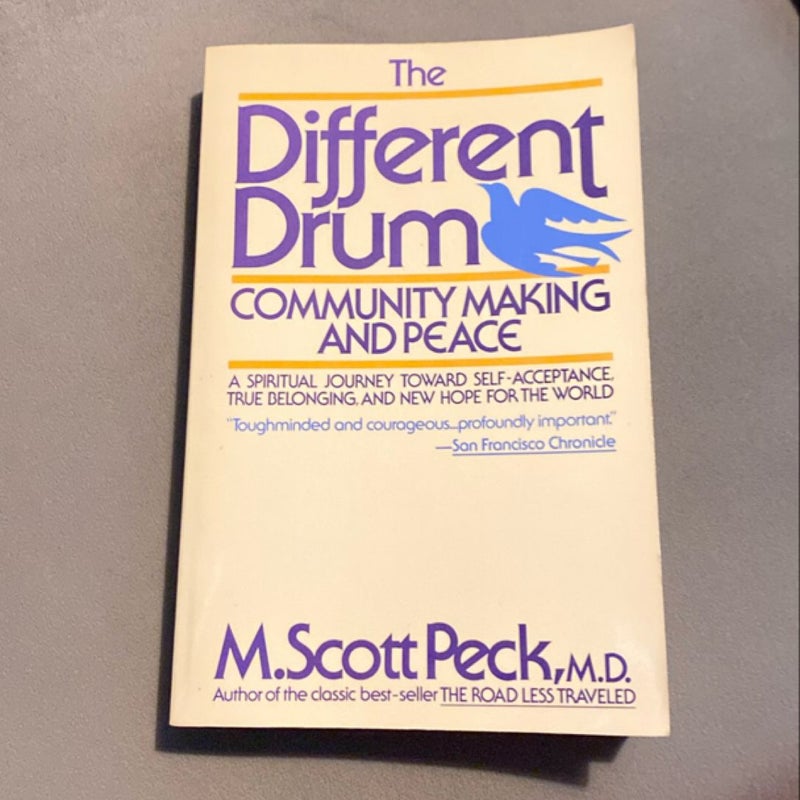 The
Different
Drum
COMMUNITY MAKING
AND PEACE
A SPIRITUAL JOURNEY TOWARD SELF-ACCEPTANCE,
TRUE BELONGING, AND NEW HOPE FOR THE WORLD
"Toughminded and courageous...profoundly important."
—San Francisco Chronicle
M. Scott Peck, M.D.
Author of the classic best-seller THE ROAD LESS TRAVELED